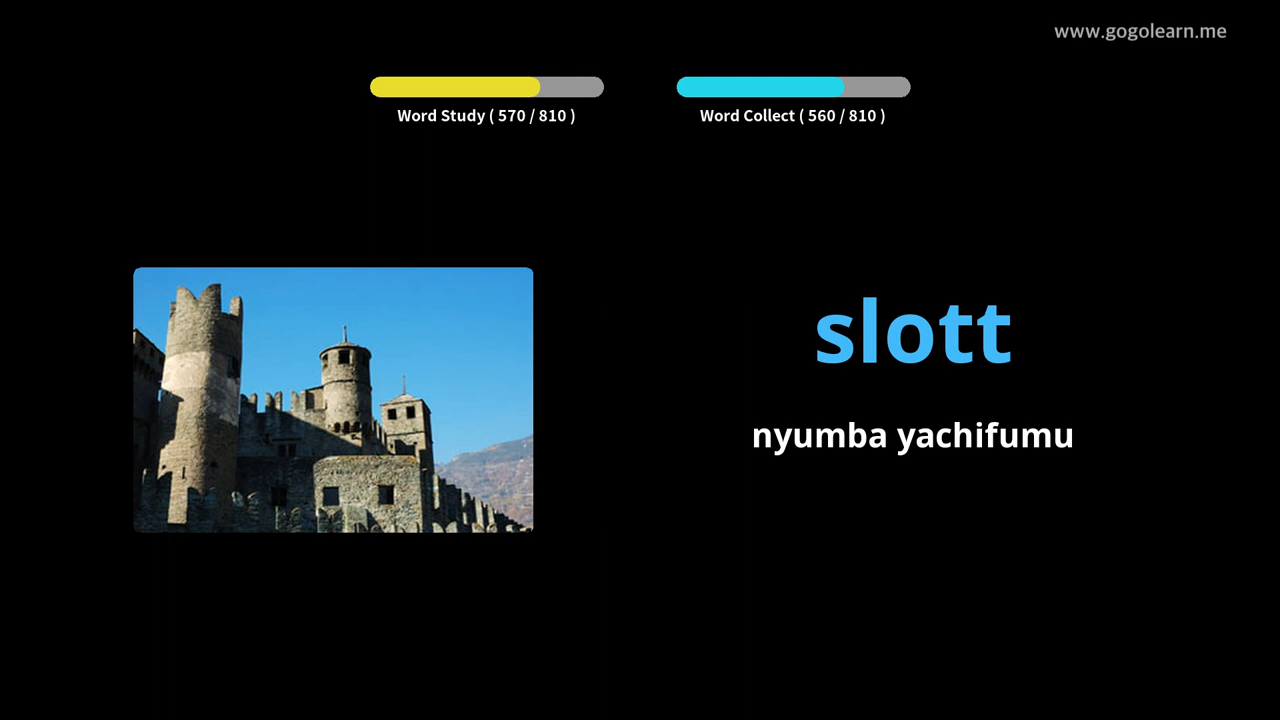 www.gogolearn.me
Word Study ( 570 / 810 )
Word Collect ( 560 / 810 )
slott
nyumba yachifumu